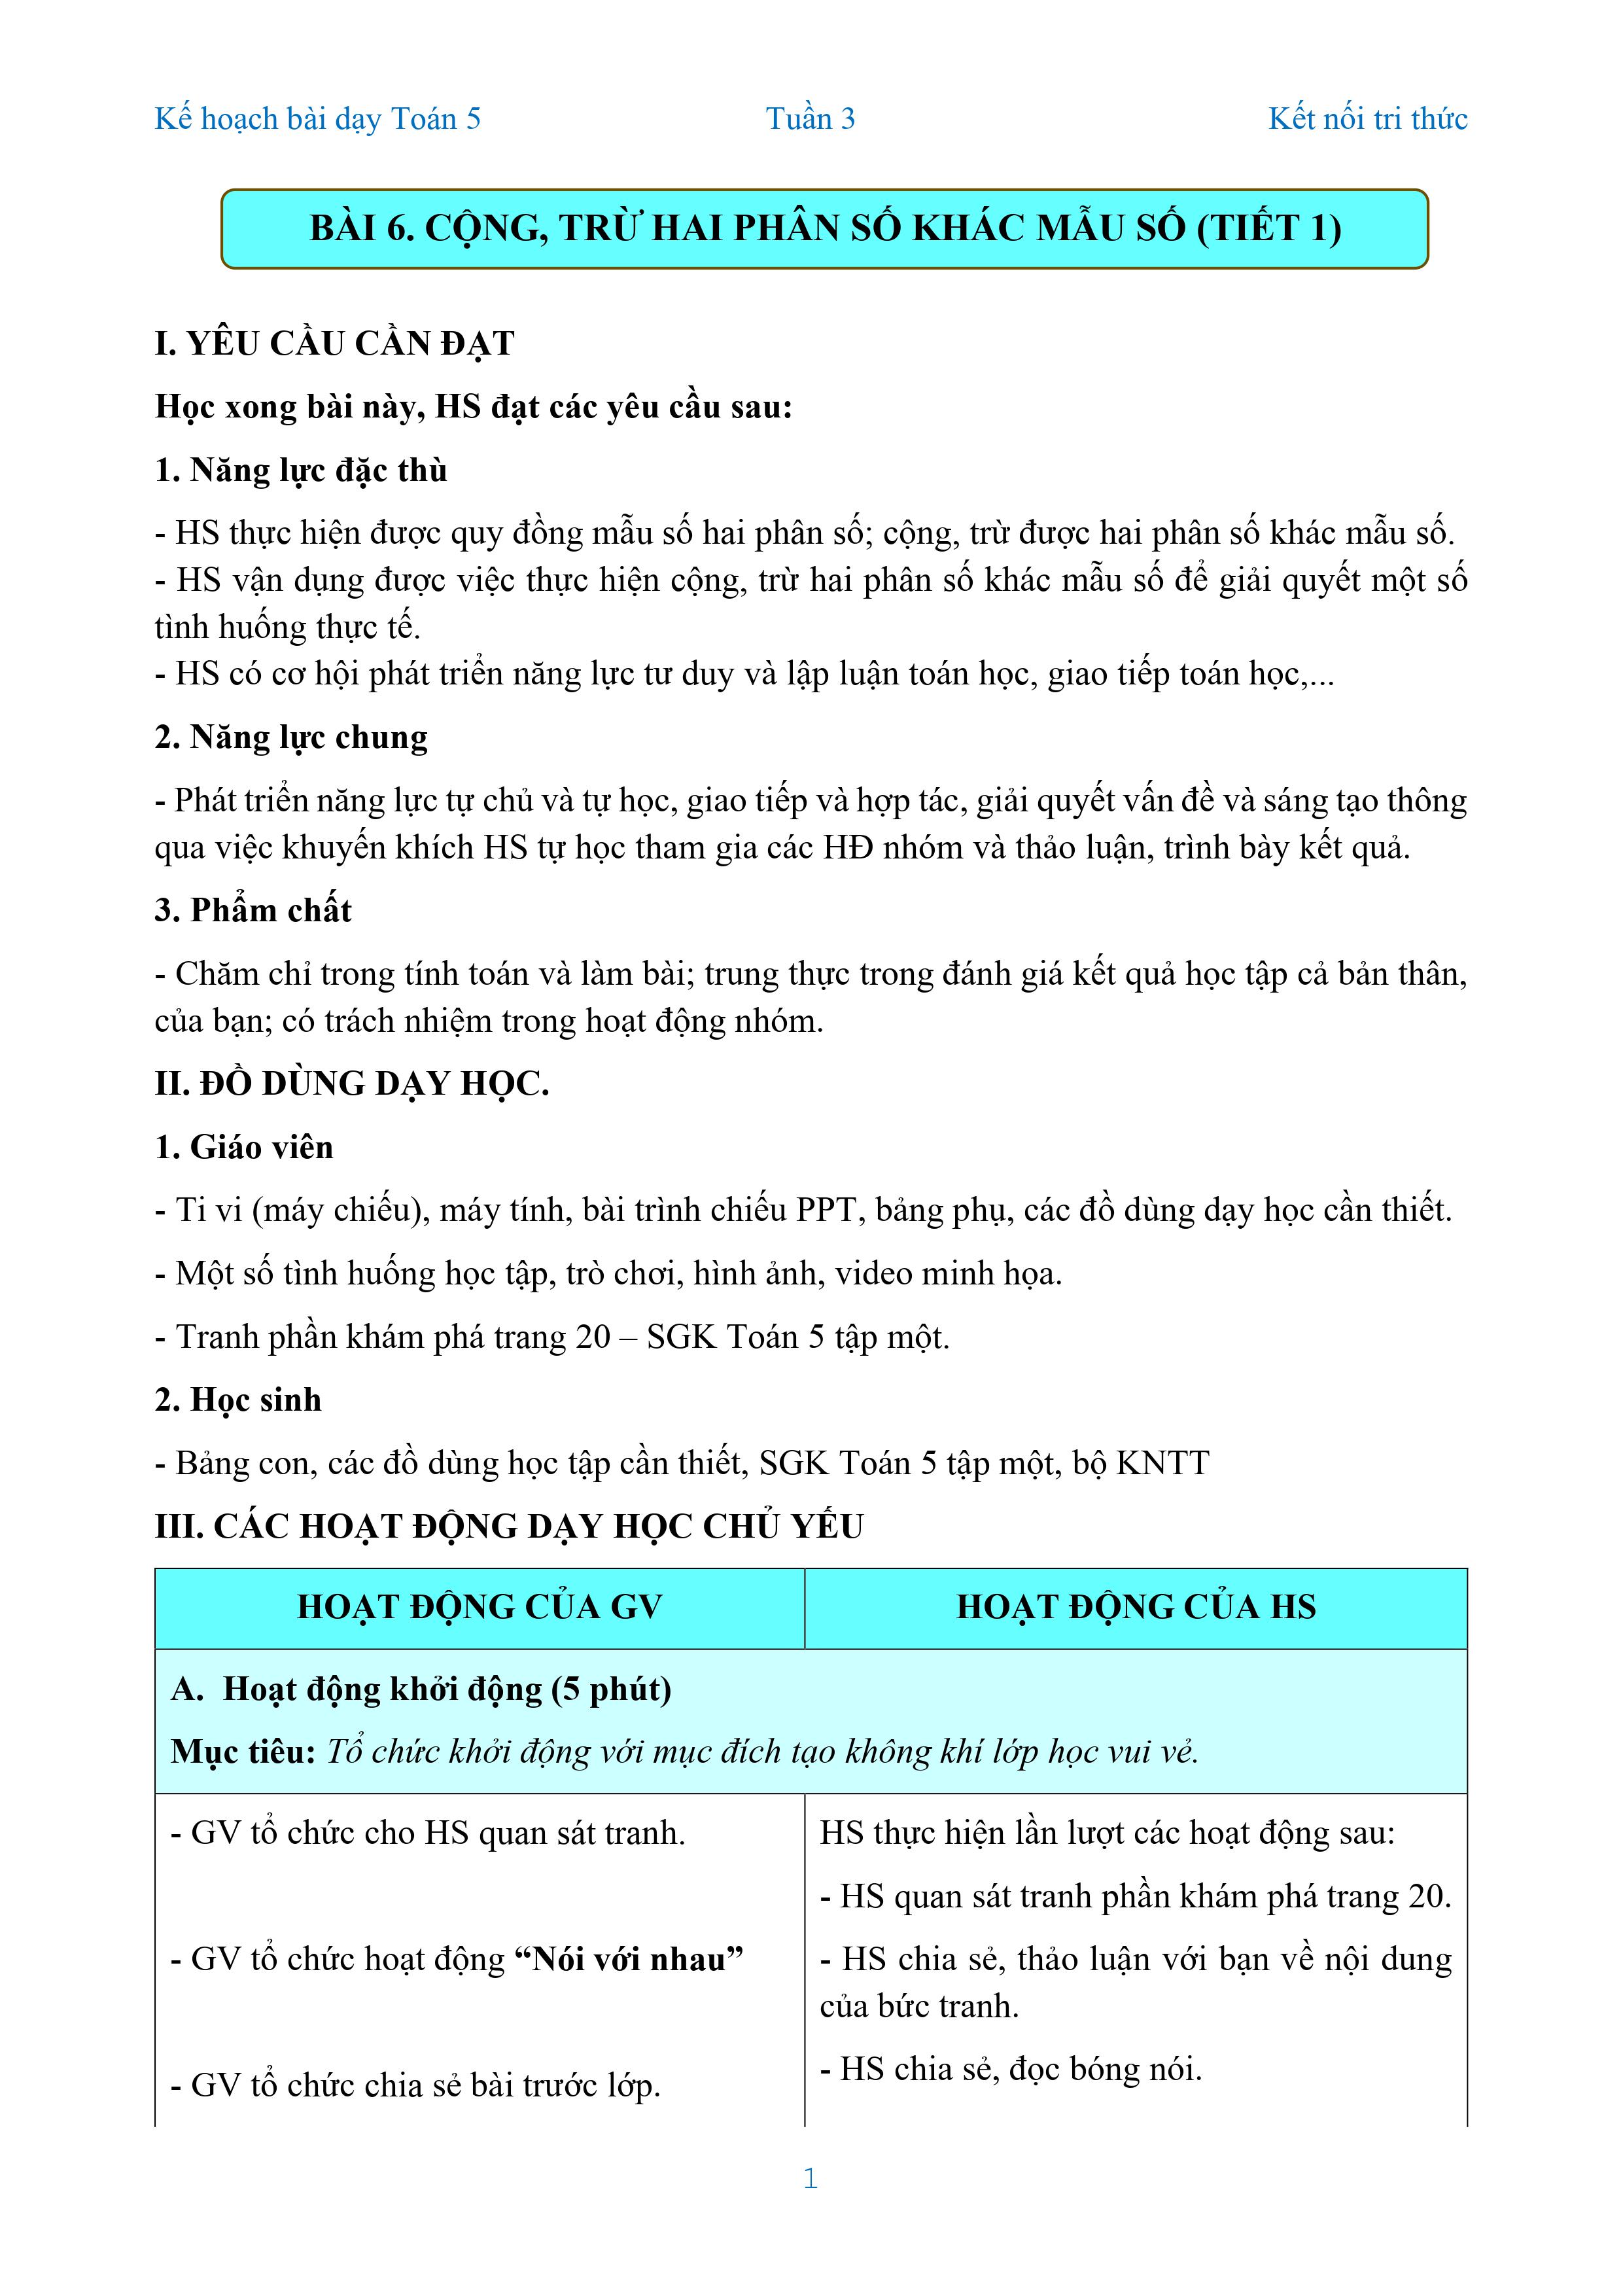 Kế hoạch bài dạy Toán 5 Tuần 3 Kết nối tri thức
BÀI 6. CỘNG, TRỪ HAI PHÂN SỐ KHÁC MẪU SỐ (TIẾT 1)
I. YÊU CẦU CẦN ĐẠT
Học xong bài này, HS đạt các yêu cầu sau:
1. Năng lực đặc thù
- HS thực hiện được quy đồng mẫu số hai phân số; cộng, trừ được hai phân số khác mẫu số.
- HS vận dụng được việc thực hiện cộng, trừ hai phân số khác mẫu số để giải quyết một số
tình huống thực tế.
- HS có cơ hội phát triển năng lực tư duy và lập luận toán học, giao tiếp toán học,...
2. Năng lực chung
- Phát triển năng lực tự chủ và tự học, giao tiếp và hợp tác, giải quyết vấn đề và sáng tạo thông
qua việc khuyến khích HS tự học tham gia các HĐ nhóm và thảo luận, trình bày kết quả.
3. Phẩm chất
- Chăm chỉ trong tính toán và làm bài; trung thực trong đánh giá kết quả học tập cả bản thân,
của bạn; có trách nhiệm trong hoạt động nhóm.
II. ĐỒ DÙNG DẠY HỌC.
1. Giáo viên
- Ti vi (máy chiếu), máy tính, bài trình chiếu PPT, bảng phụ, các đồ dùng dạy học cần thiết.
- Một số tình huống học tập, trò chơi, hình ảnh, video minh họa.
- Tranh phần khám phá trang 20 – SGK Toán 5 tập một.
2. Học sinh
- Bảng con, các đồ dùng học tập cần thiết, SGK Toán 5 tập một, bộ KNTT
III. CÁC HOẠT ĐỘNG DẠY HỌC CHỦ YẾU
HOẠT ĐỘNG CỦA GV HOẠT ĐỘNG CỦA HS
A. Hoạt động khởi động (5 phút)
Mục tiêu: Tổ chức khởi động với mục đích tạo không khí lớp học vui vẻ.
- GV tổ chức cho HS quan sát tranh.
- GV tổ chức hoạt động “Nói với nhau”
- GV tổ chức chia sẻ bài trước lớp.
HS thực hiện lần lượt các hoạt động sau:
- HS quan sát tranh phần khám phá trang 20.
- HS chia sẻ, thảo luận với bạn về nội dung
của bức tranh.
- HS chia sẻ, đọc bóng nói.
1